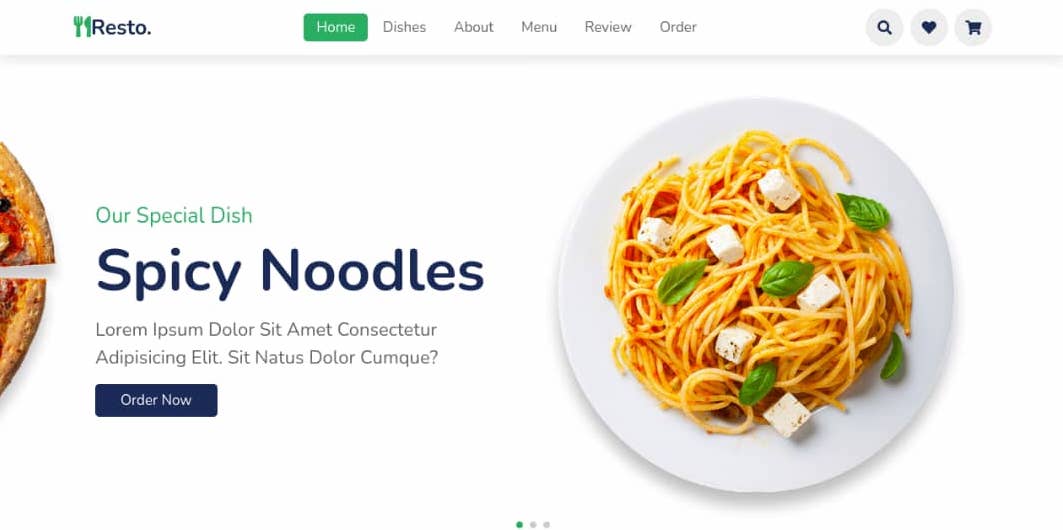 Resto.
Home
Dishes
About
Menu
Review
Order
Our Special Dish
Spicy Noodles
Lorem Ipsum Dolor Sit Amet Consectetur
Adipisicing Elit. Sit Natus Dolor Cumque?
Order Now